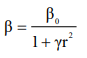 β = β₀ / (1 + γr²)